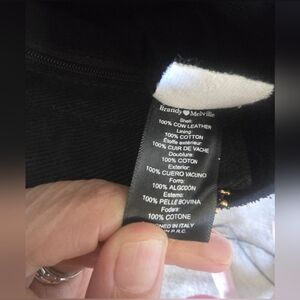 Brandy♥Melville
Shell:
100% COW LEATHER
Lining:
100% COTTON
Étoffe extérieur:
100% CUIR DE VACHE
Doublure:
100% COTON
Exterior:
100% CUERO VACUNO
Forro:
100% ALGODÓN
Esterno:
100% PELLE BOVINA
Fodera:
100% COTONE
IN ITALY
P.R.C.